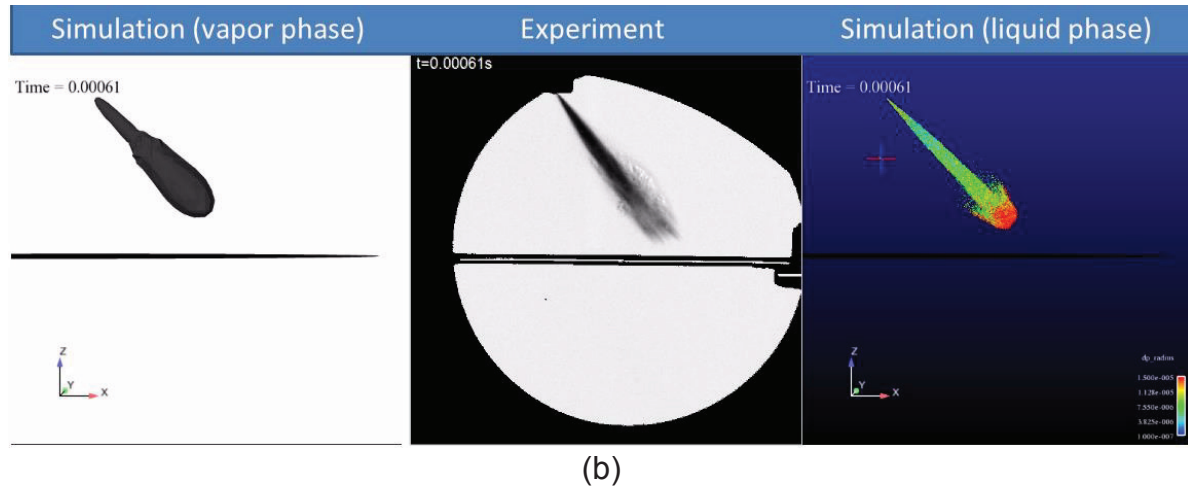 Simulation (vapor phase)
Experiment
Simulation (liquid phase)
Time = 0.00061
t=0.00061s
Time = 0.00061
Z
Y
X
Z
Y
X
dp_radius
1.500e-005
1.128e-005
7.550e-006
3.825e-006
1.000e-007
(b)